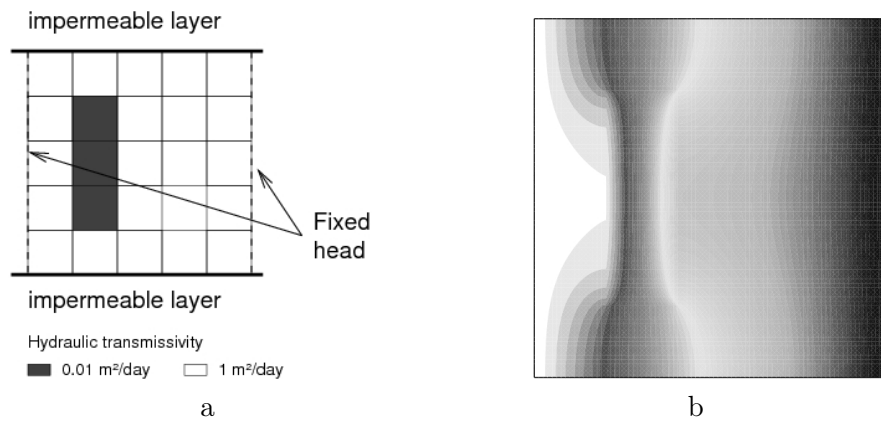 impermeable layer
Fixed
head
impermeable layer
Hydraulic transmissivity
0.01 m²/day
1 m²/day
a
b